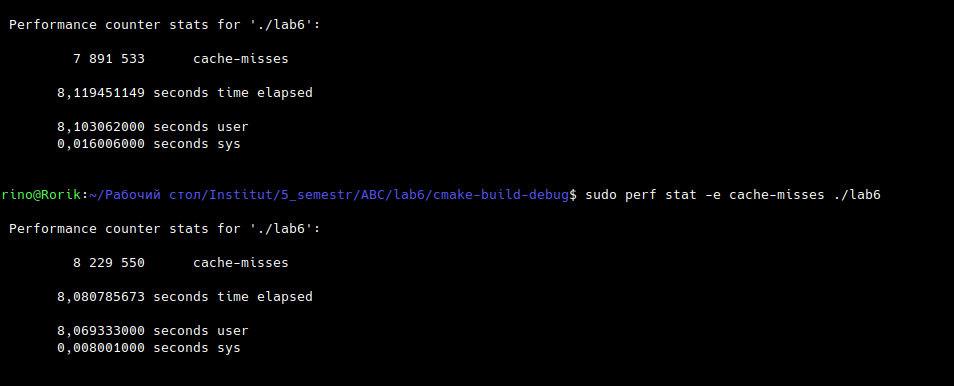 Performance counter stats for './lab6':
7 891 533 cache-misses
8,119451149 seconds time elapsed
8,103062000 seconds user
0,016006000 seconds sys
rino@Rorik:~/Рабочий стол/Institut/5_semestr/ABC/lab6/cmake-build-debug$ sudo perf stat -e cache-misses ./lab6
Performance counter stats for './lab6':
8 229 550 cache-misses
8,080785673 seconds time elapsed
8,069333000 seconds user
0,008001000 seconds sys